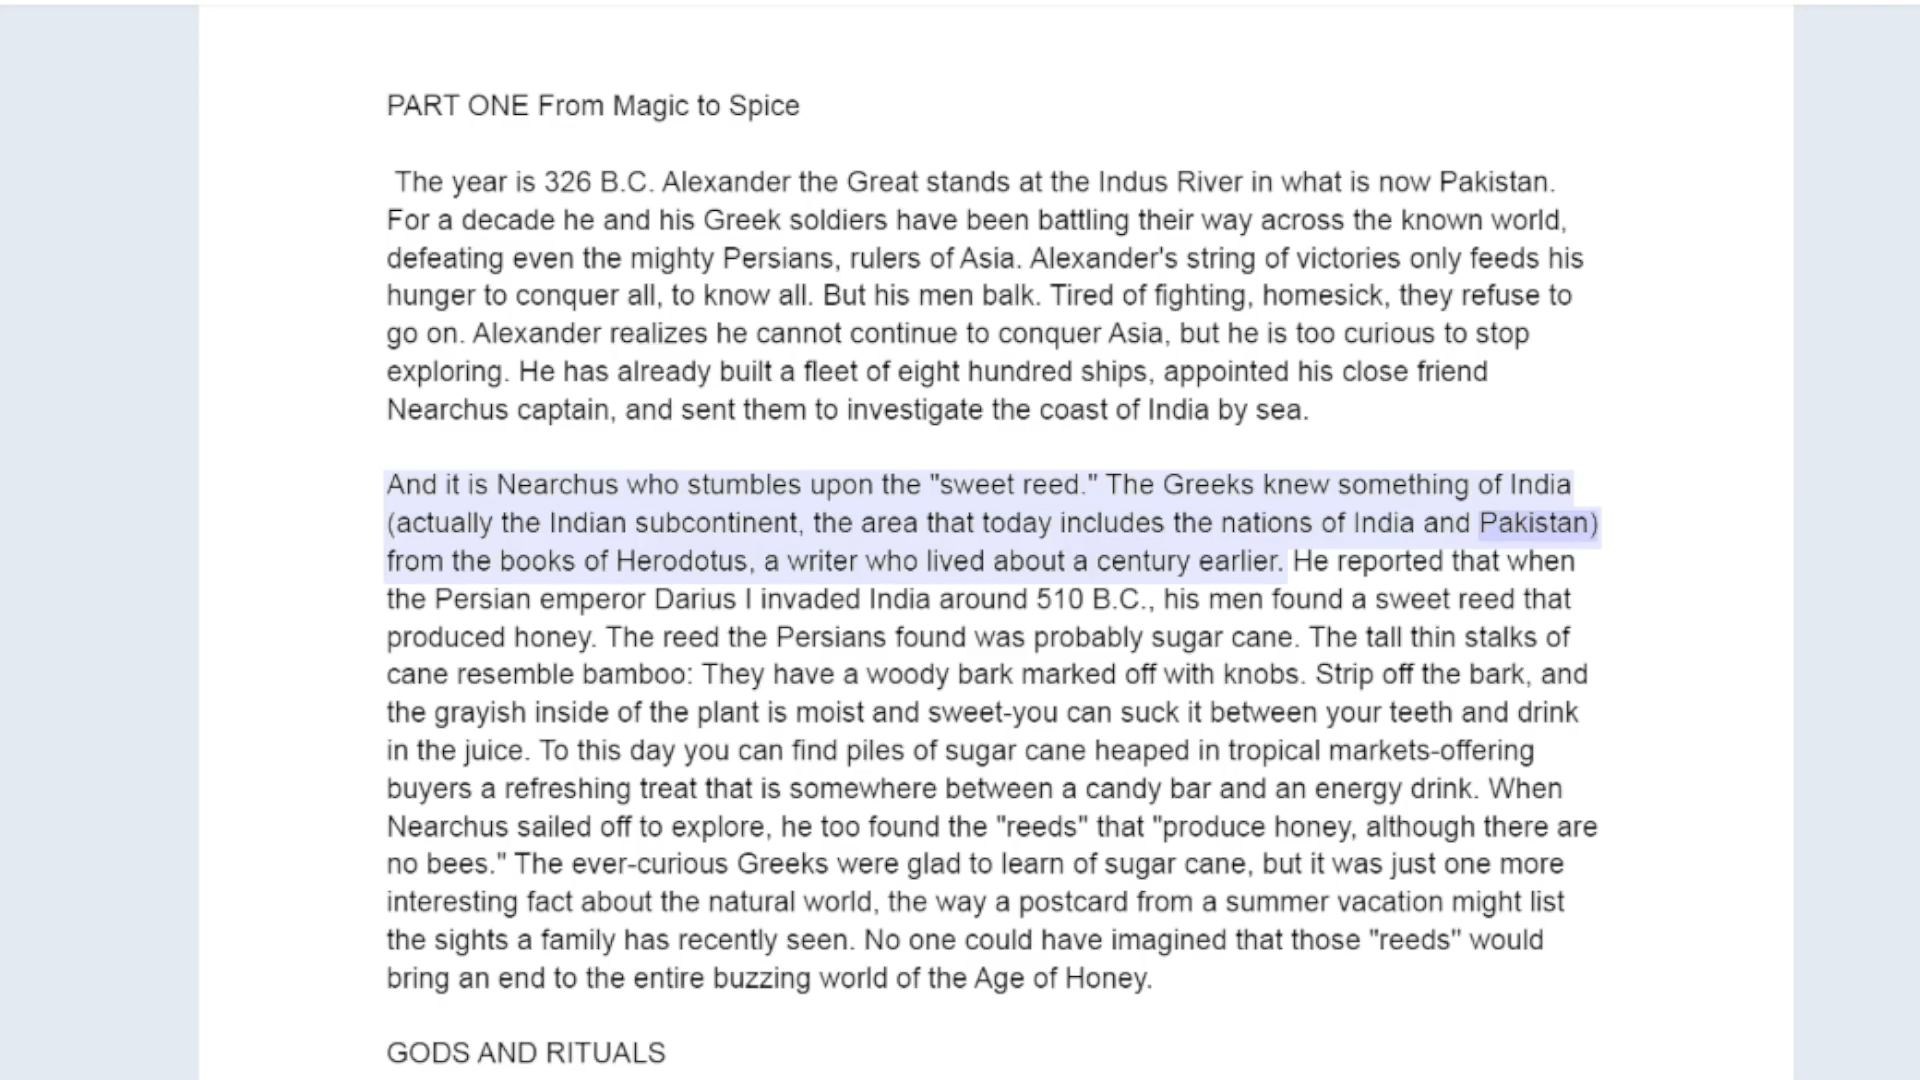 PART ONE From Magic to Spice
The year is 326 B.C. Alexander the Great stands at the Indus River in what is now Pakistan.
For a decade he and his Greek soldiers have been battling their way across the known world,
defeating even the mighty Persians, rulers of Asia. Alexander's string of victories only feeds his
hunger to conquer all, to know all. But his men balk. Tired of fighting, homesick, they refuse to
go on. Alexander realizes he cannot continue to conquer Asia, but he is too curious to stop
exploring. He has already built a fleet of eight hundred ships, appointed his close friend
Nearchus captain, and sent them to investigate the coast of India by sea.
And it is Nearchus who stumbles upon the "sweet reed." The Greeks knew something of India
(actually the Indian subcontinent, the area that today includes the nations of India and Pakistan)
from the books of Herodotus, a writer who lived about a century earlier. He reported that when
the Persian emperor Darius I invaded India around 510 B.C., his men found a sweet reed that
produced honey. The reed the Persians found was probably sugar cane. The tall thin stalks of
cane resemble bamboo: They have a woody bark marked off with knobs. Strip off the bark, and
the grayish inside of the plant is moist and sweet-you can suck it between your teeth and drink
in the juice. To this day you can find piles of sugar cane heaped in tropical markets-offering
buyers a refreshing treat that is somewhere between a candy bar and an energy drink. When
Nearchus sailed off to explore, he too found the "reeds" that "produce honey, although there are
no bees." The ever-curious Greeks were glad to learn of sugar cane, but it was just one more
interesting fact about the natural world, the way a postcard from a summer vacation might list
the sights a family has recently seen. No one could have imagined that those "reeds" would
bring an end to the entire buzzing world of the Age of Honey.
GODS AND RITUALS